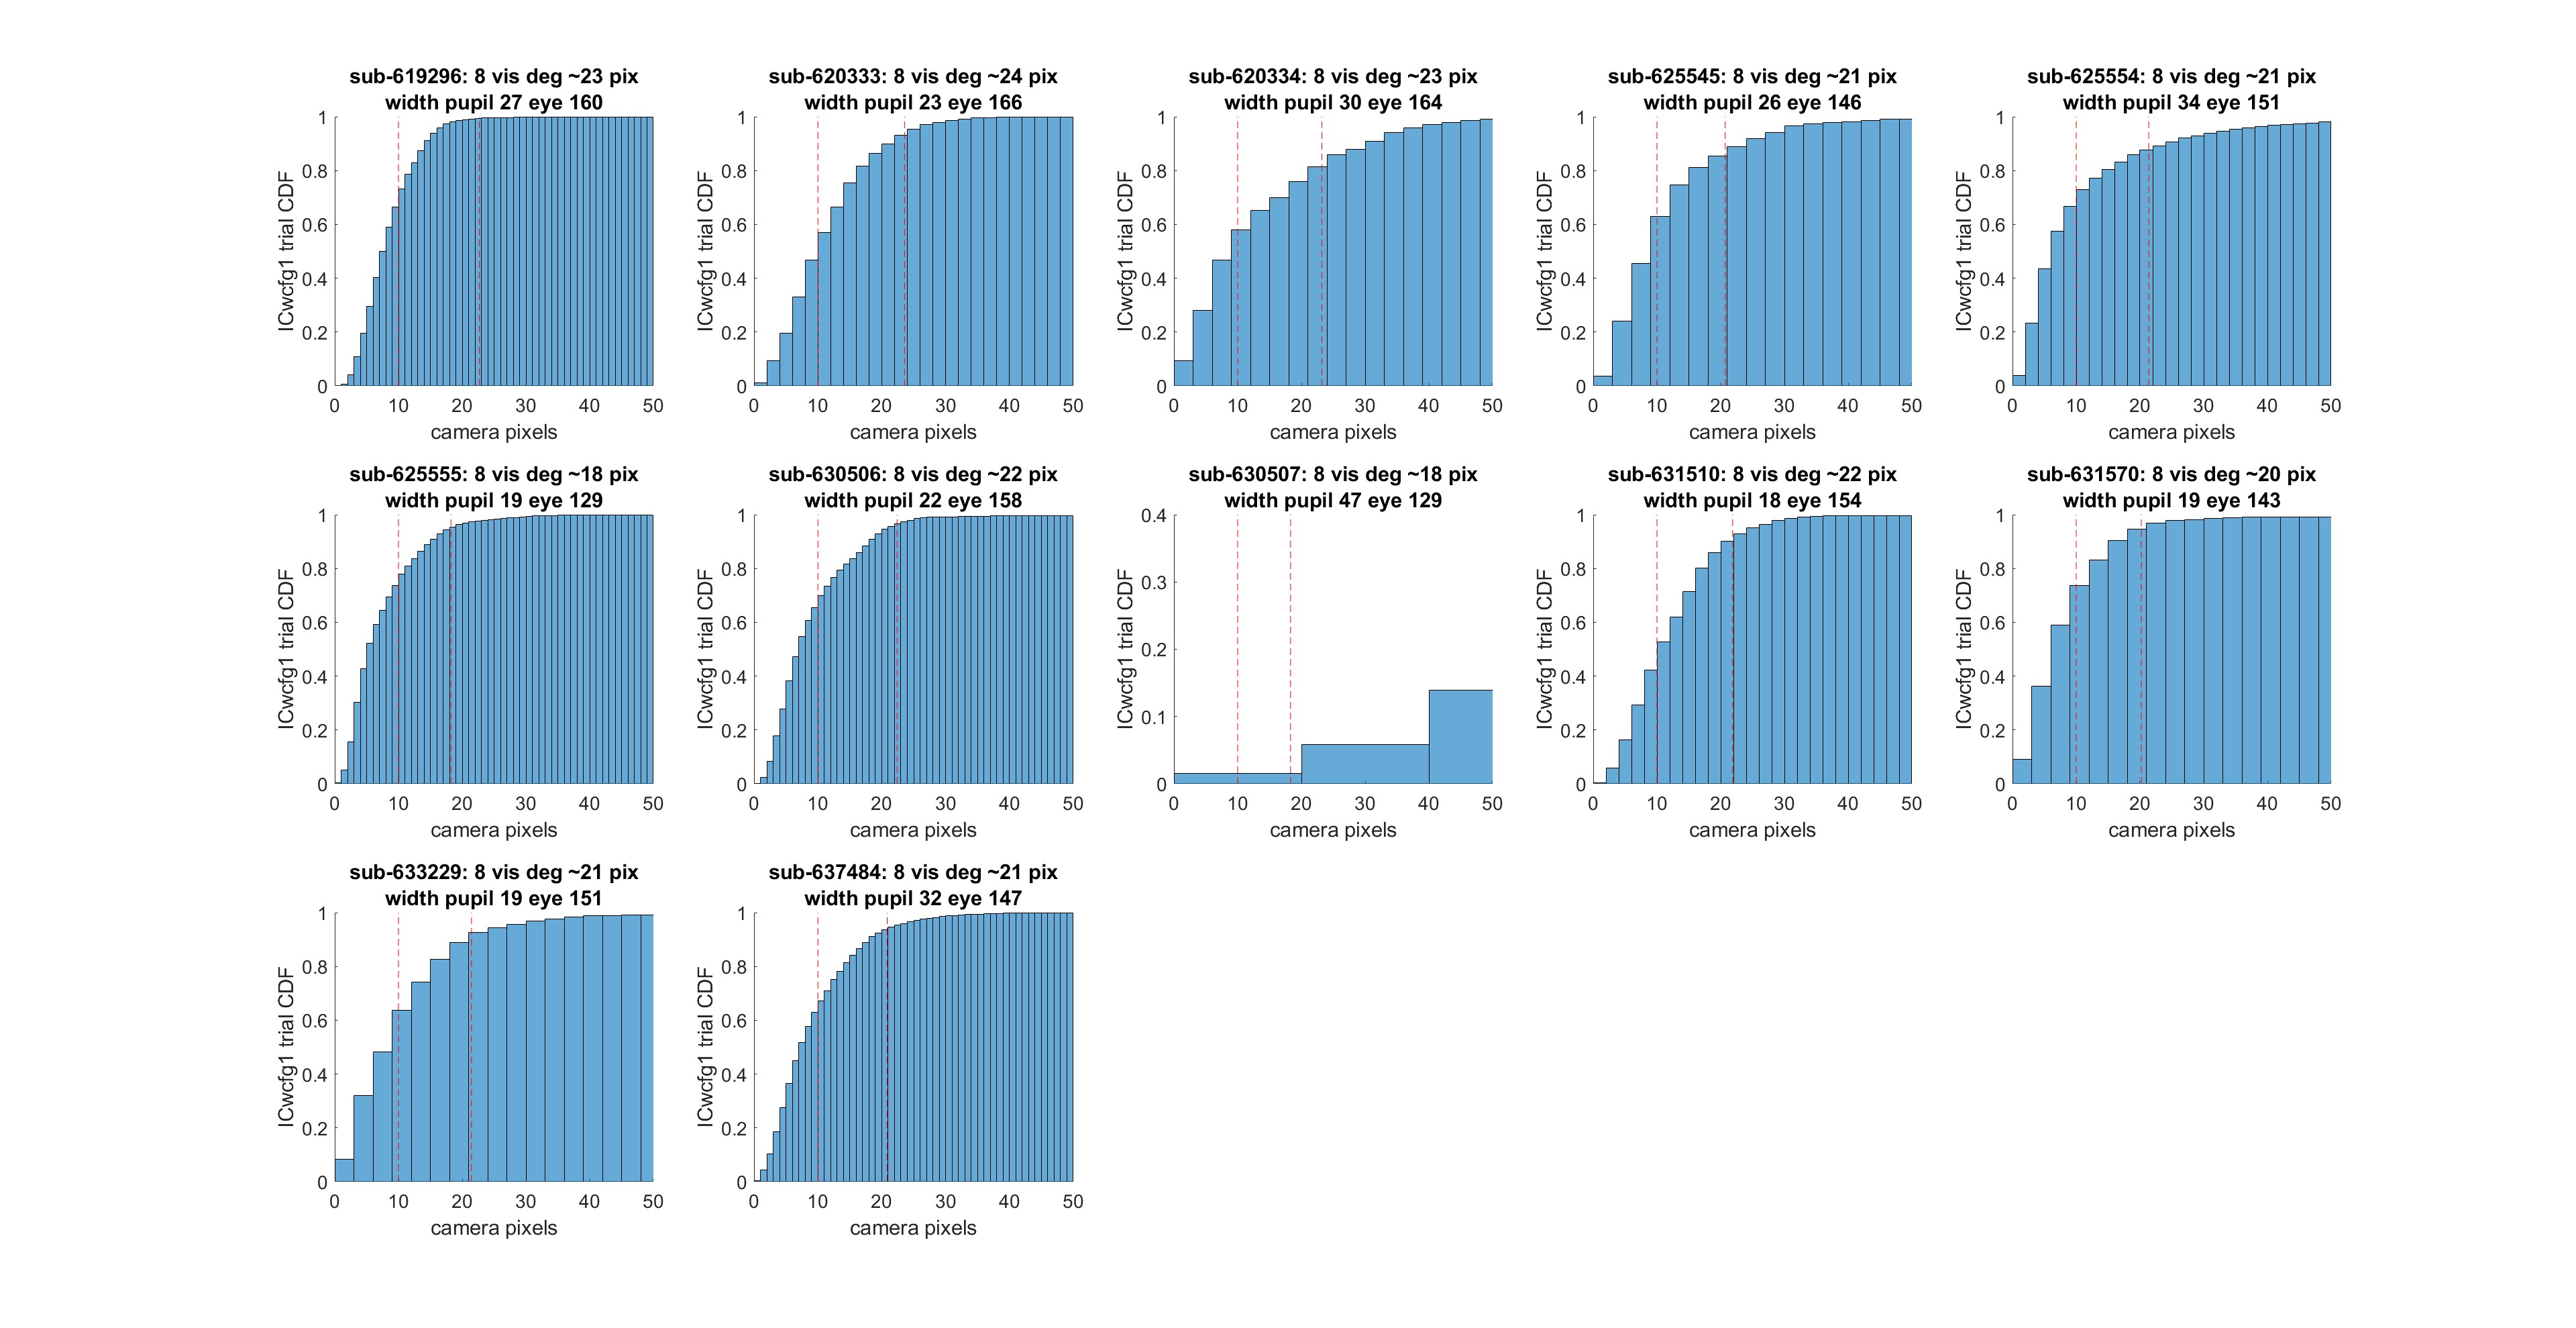 sub-619296: 8 vis deg ~23 pix
width pupil 27 eye 160
ICwcfg1 trial CDF
1
0.8
0.6
0.4
0.2
0
0 10 20 30 40 50
camera pixels
sub-620333: 8 vis deg ~24 pix
width pupil 23 eye 166
ICwcfg1 trial CDF
1
0.8
0.6
0.4
0.2
0
0 10 20 30 40 50
camera pixels
sub-620334: 8 vis deg ~23 pix
width pupil 30 eye 164
ICwcfg1 trial CDF
1
0.8
0.6
0.4
0.2
0
0 10 20 30 40 50
camera pixels
sub-625545: 8 vis deg ~21 pix
width pupil 26 eye 146
ICwcfg1 trial CDF
1
0.8
0.6
0.4
0.2
0
0 10 20 30 40 50
camera pixels
sub-625554: 8 vis deg ~21 pix
width pupil 34 eye 151
ICwcfg1 trial CDF
1
0.8
0.6
0.4
0.2
0
0 10 20 30 40 50
camera pixels
sub-625555: 8 vis deg ~18 pix
width pupil 19 eye 129
ICwcfg1 trial CDF
1
0.8
0.6
0.4
0.2
0
0 10 20 30 40 50
camera pixels
sub-630506: 8 vis deg ~22 pix
width pupil 22 eye 158
ICwcfg1 trial CDF
1
0.8
0.6
0.4
0.2
0
0 10 20 30 40 50
camera pixels
sub-630507: 8 vis deg ~18 pix
width pupil 47 eye 129
ICwcfg1 trial CDF
0.4
0.3
0.2
0.1
0
0 10 20 30 40 50
camera pixels
sub-631510: 8 vis deg ~22 pix
width pupil 18 eye 154
ICwcfg1 trial CDF
1
0.8
0.6
0.4
0.2
0
0 10 20 30 40 50
camera pixels
sub-631570: 8 vis deg ~20 pix
width pupil 19 eye 143
ICwcfg1 trial CDF
1
0.8
0.6
0.4
0.2
0
0 10 20 30 40 50
camera pixels
sub-633229: 8 vis deg ~21 pix
width pupil 19 eye 151
ICwcfg1 trial CDF
1
0.8
0.6
0.4
0.2
0
0 10 20 30 40 50
camera pixels
sub-637484: 8 vis deg ~21 pix
width pupil 32 eye 147
ICwcfg1 trial CDF
1
0.8
0.6
0.4
0.2
0
0 10 20 30 40 50
camera pixels